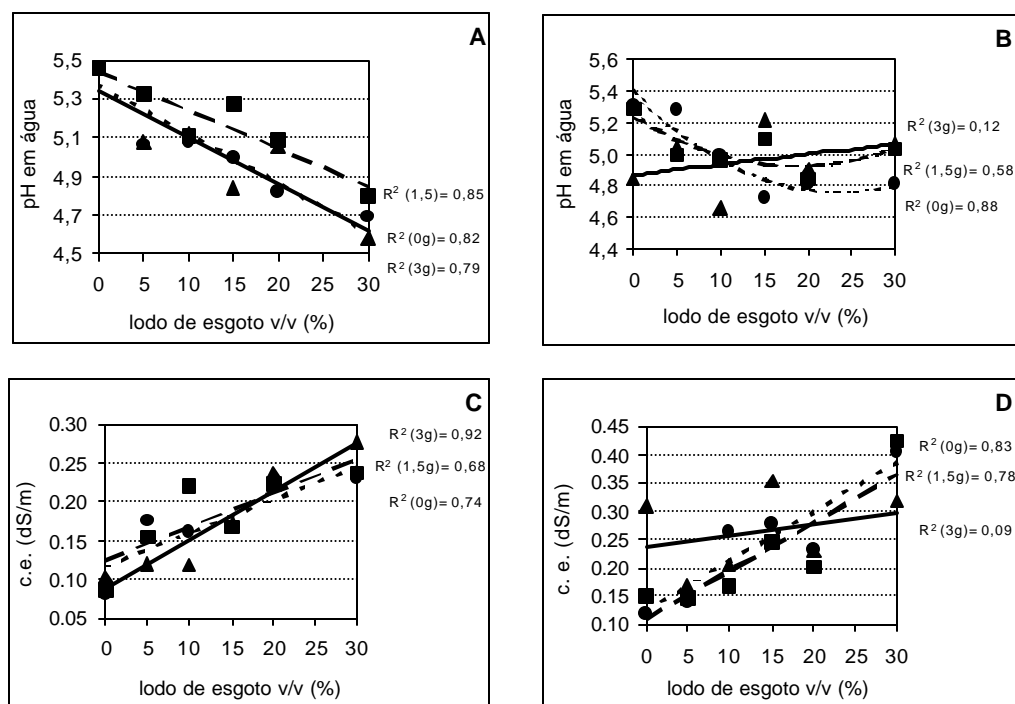 A
pH em água
5,5
5,3
5,1
4,9
4,7
4,5
R² (1,5) = 0,85
R² (0g) = 0,82
R² (3g) = 0,79
0 5 10 15 20 25 30
lodo de esgoto v/v (%)
B
pH em água
5,6
5,4
5,2
5,0
4,8
4,6
4,4
R² (3g) = 0,12
R² (1,5g) = 0,58
R² (0g) = 0,88
0 5 10 15 20 25 30
lodo de esgoto v/v (%)
C
c.e. (dS/m)
0.30
0.25
0.20
0.15
0.10
0.05
R² (3g) = 0,92
R² (1,5g) = 0,68
R² (0g) = 0,74
0 5 10 15 20 25 30
lodo de esgoto v/v (%)
D
c. e. (dS/m)
0.45
0.40
0.35
0.30
0.25
0.20
0.15
0.10
R² (0g) = 0,83
R² (1,5g) = 0,78
R² (3g) = 0,09
0 5 10 15 20 25 30
lodo de esgoto v/v (%)